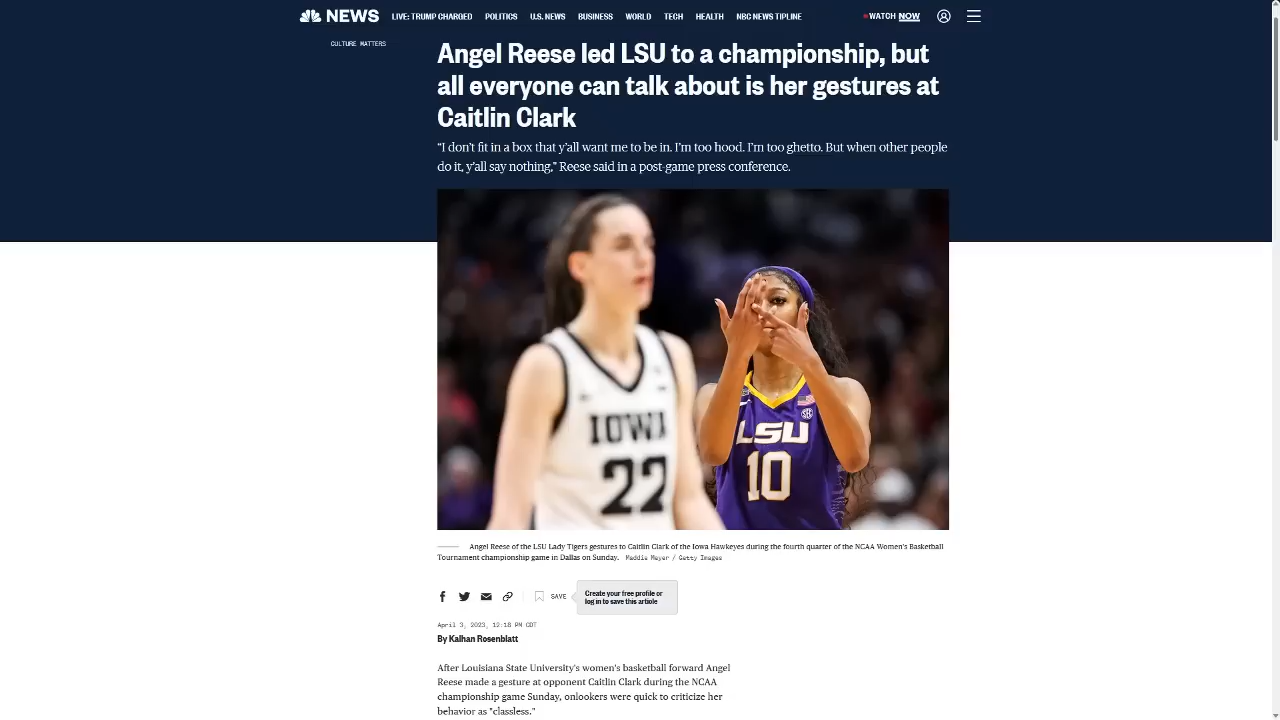 NEWS LIVE: TRUMP CHARGED POLITICS U.S. NEWS BUSINESS WORLD TECH HEALTH NBC NEWS TIPLINE WATCH NOW
CULTURE MATTERS
Angel Reese led LSU to a championship, but
all everyone can talk about is her gestures at
Caitlin Clark
“I don’t fit in a box that y’all want me to be in. I’m too hood. I’m too ghetto. But when other people
do it, y’all say nothing,” Reese said in a post-game press conference.
IOWA
22
LSU
10
Angel Reese of the LSU Lady Tigers gestures to Caitlin Clark of the Iowa Hawkeyes during the fourth quarter of the NCAA Women's Basketball
Tournament championship game in Dallas on Sunday. Maddie Meyer / Getty Images
SAVE
Create your free profile or
log in to save this article
April 3, 2023, 12:18 PM CDT
By Kalhan Rosenblatt
After Louisiana State University's women's basketball forward Angel
Reese made a gesture at opponent Caitlin Clark during the NCAA
championship game Sunday, onlookers were quick to criticize her
behavior as "classless."